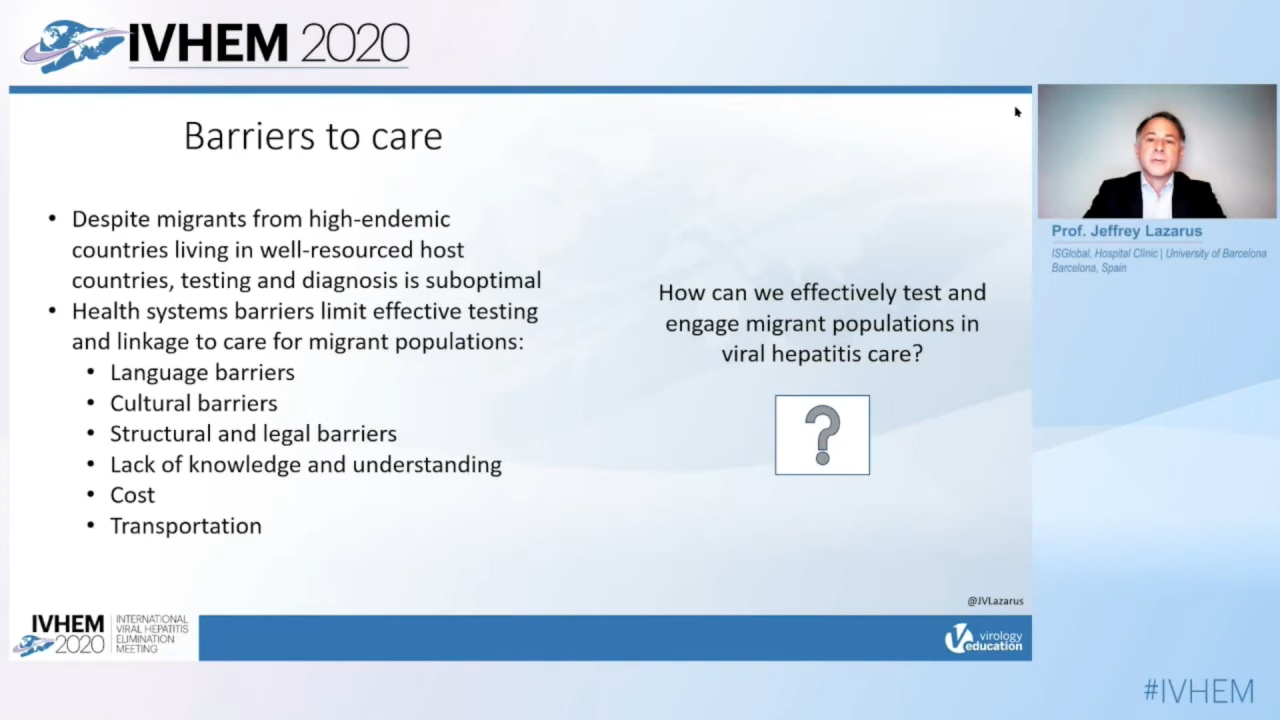 IVHEM 2020
Barriers to care
• Despite migrants from high-endemic
countries living in well-resourced host
countries, testing and diagnosis is suboptimal
• Health systems barriers limit effective testing
and linkage to care for migrant populations:
• Language barriers
• Cultural barriers
• Structural and legal barriers
• Lack of knowledge and understanding
• Cost
• Transportation
How can we effectively test and
engage migrant populations in
viral hepatitis care?
?
@JVLazarus
Prof. Jeffrey Lazarus
ISGlobal, Hospital Clinic | University of Barcelona
Barcelona, Spain
IVHEM
2020
INTERNATIONAL
VIRAL HEPATITIS
ELIMINATION
MEETING
virology
education
#IVHEM